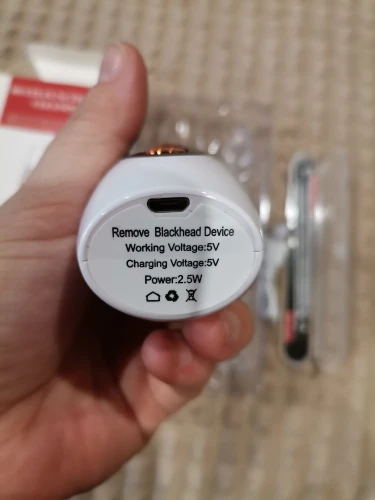 Remove Blackhead Device
Working Voltage:5V
Charging Voltage:5V
Power:2.5W